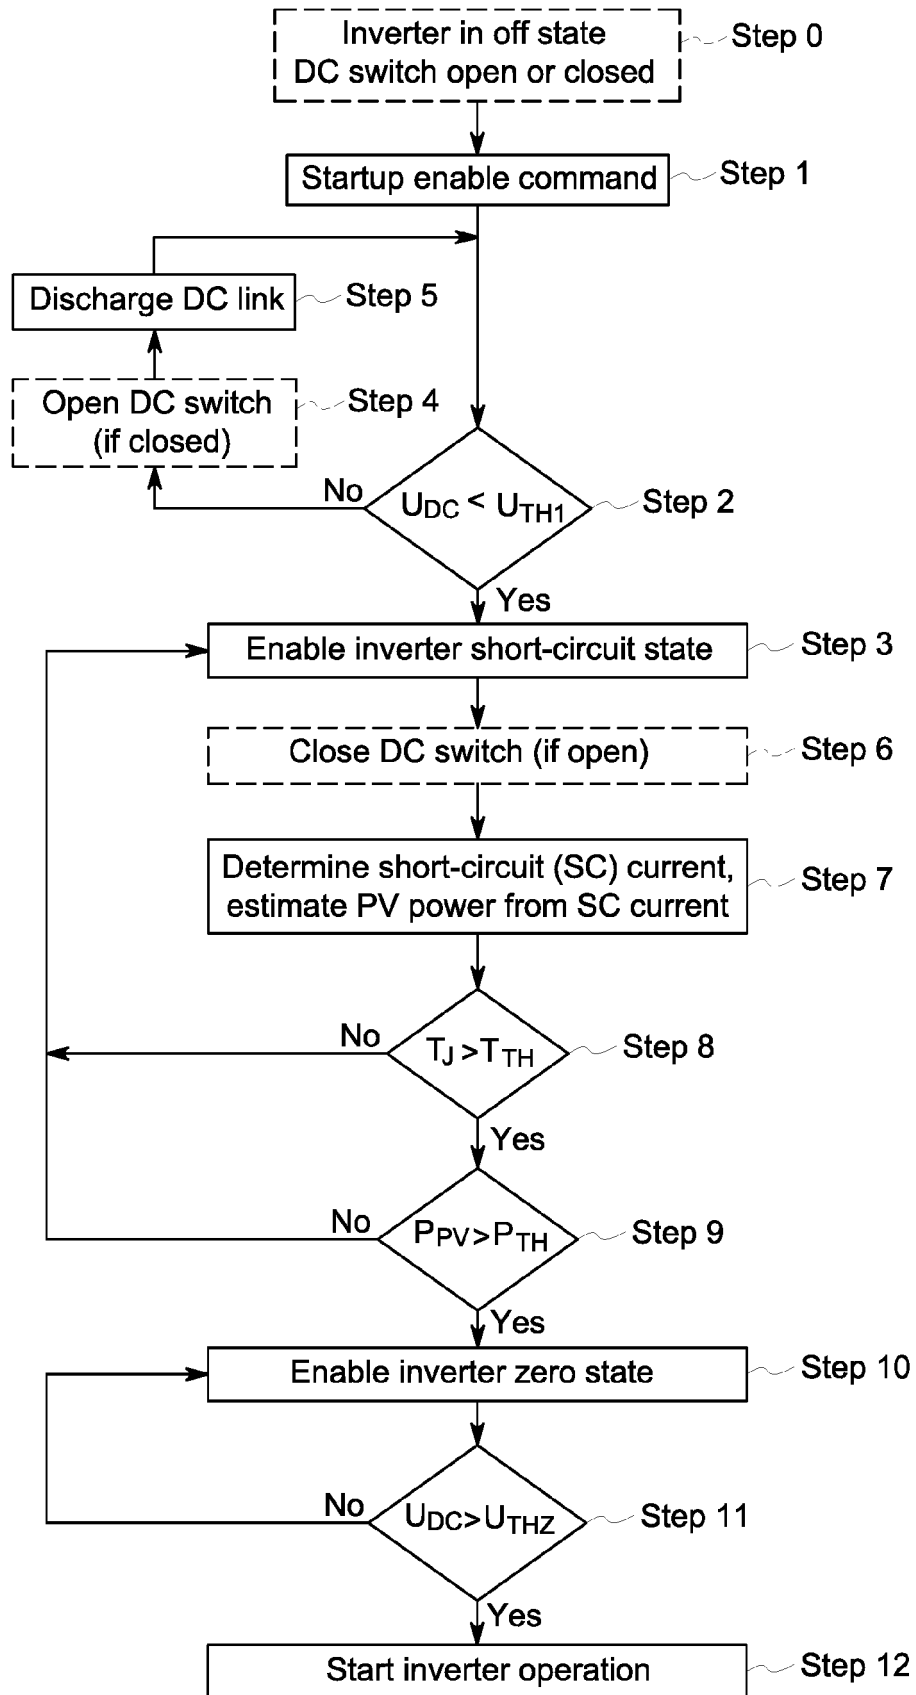 Inverter in off state
DC switch open or closed
Step 0
Startup enable command
Step 1
Discharge DC link
Step 5
Open DC switch
(if closed)
Step 4
No
UDC < UTH1
Step 2
Yes
Enable inverter short-circuit state
Step 3
Close DC switch (if open)
Step 6
Determine short-circuit (SC) current,
estimate PV power from SC current
Step 7
No
TJ>TTH
Step 8
Yes
No
PPV>PTH
Step 9
Yes
Enable inverter zero state
Step 10
No
UDC>UTHZ
Step 11
Yes
Start inverter operation
Step 12